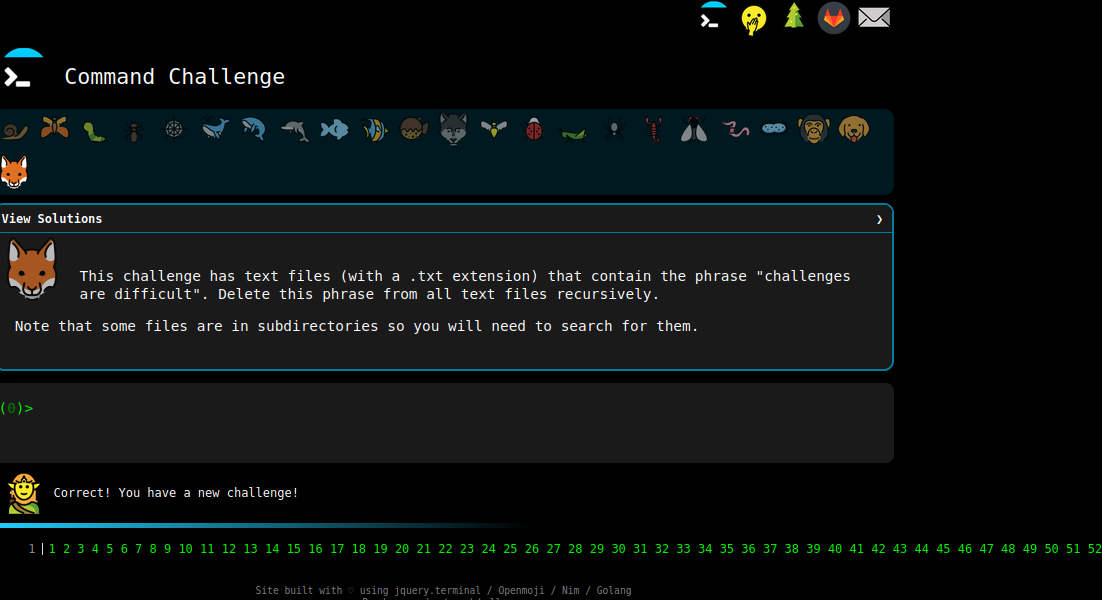 Command Challenge
View Solutions ❯
This challenge has text files (with a .txt extension) that contain the phrase "challenges
are difficult". Delete this phrase from all text files recursively.
Note that some files are in subdirectories so you will need to search for them.
(0)>
Correct! You have a new challenge!
1 1 2 3 4 5 6 7 8 9 10 11 12 13 14 15 16 17 18 19 20 21 22 23 24 25 26 27 28 29 30 31 32 33 34 35 36 37 38 39 40 41 42 43 44 45 46 47 48 49 50 51 52
Site built with ♡ using jquery.terminal / Openmoji / Nim / Golang